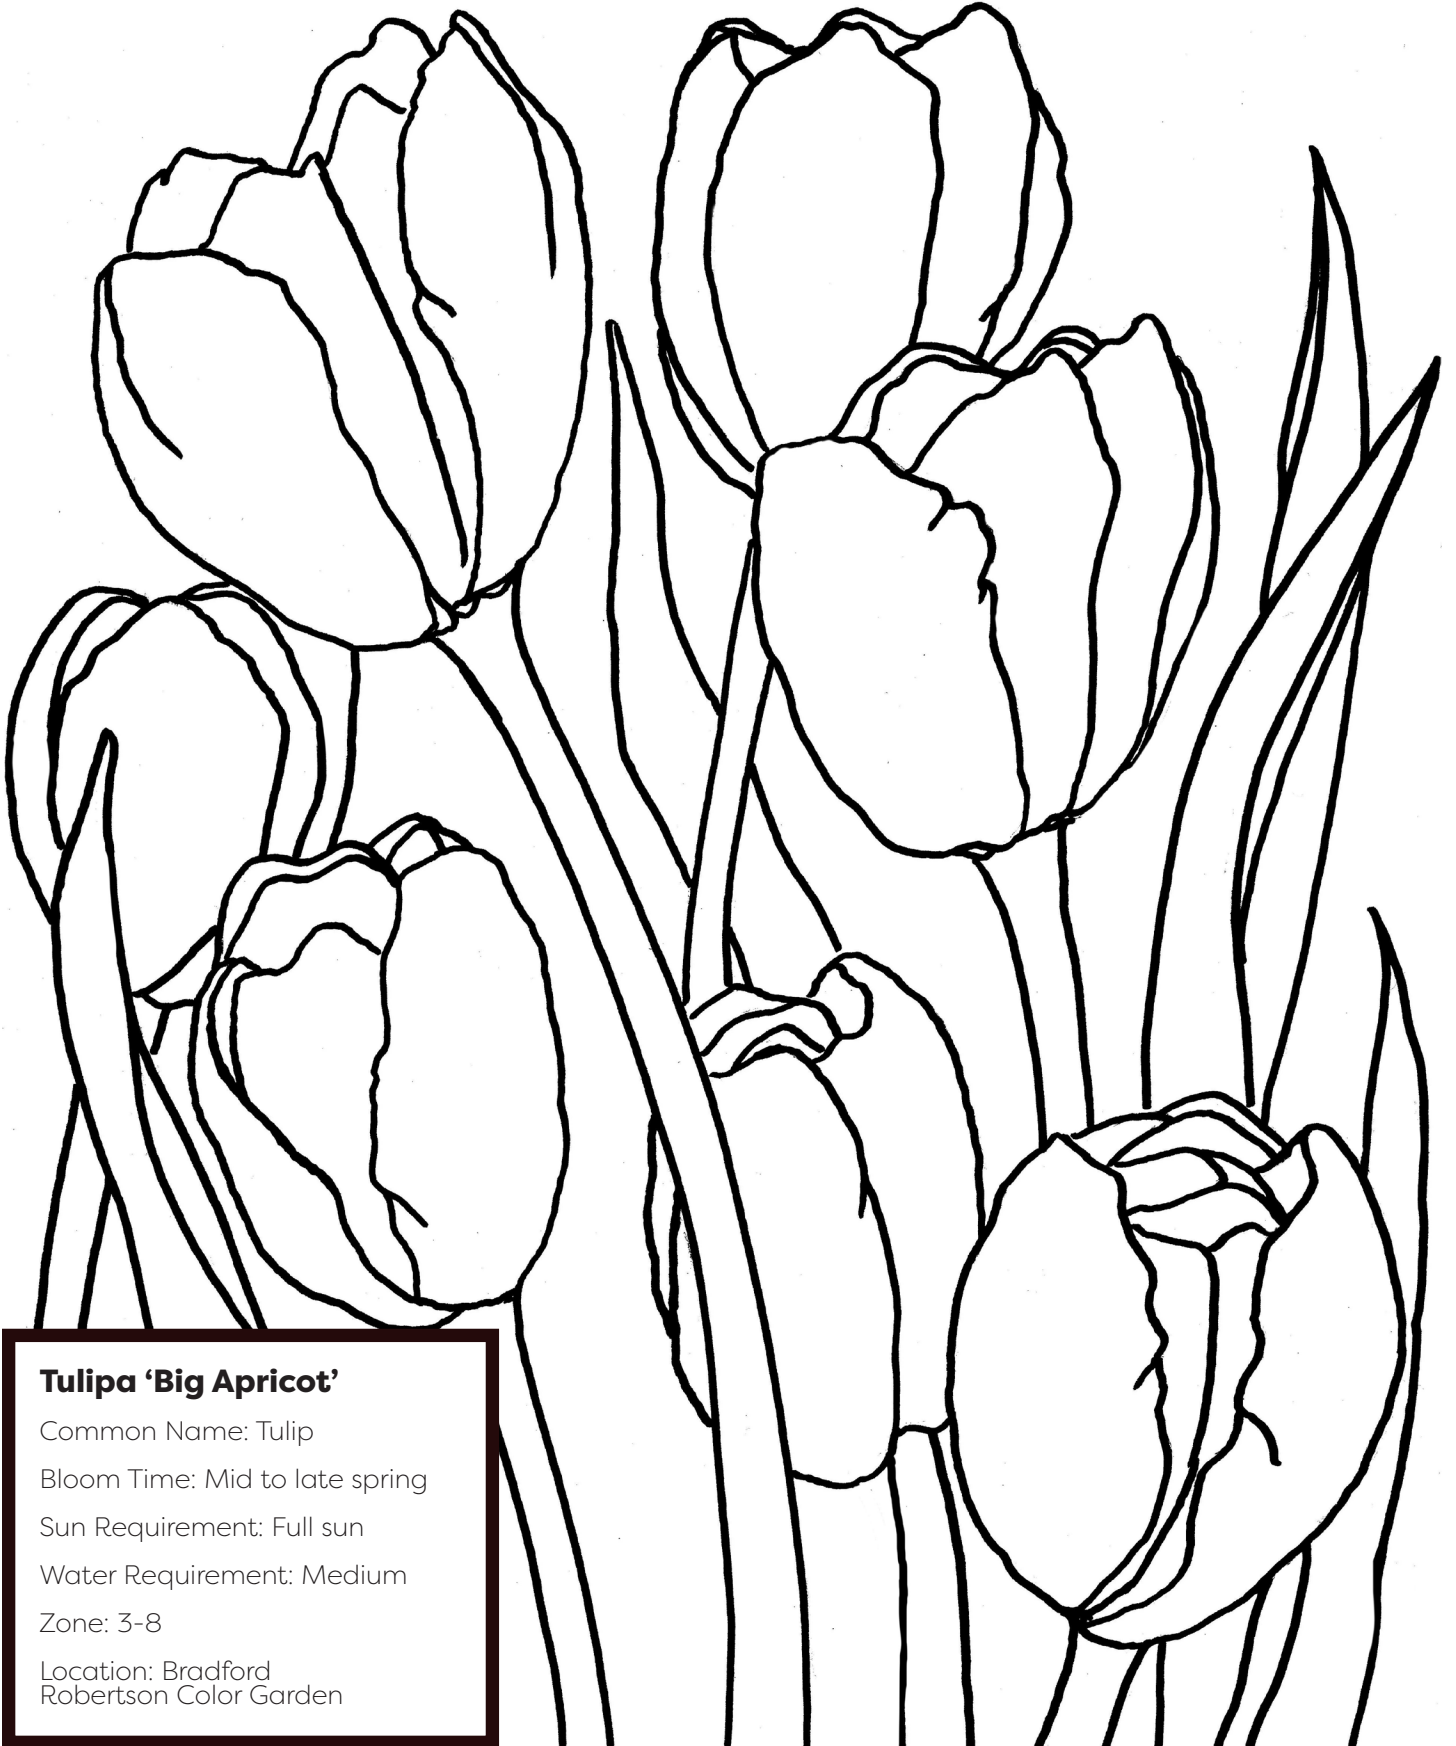 Tulipa ‘Big Apricot’
Common Name: Tulip
Bloom Time: Mid to late spring
Sun Requirement: Full sun
Water Requirement: Medium
Zone: 3-8
Location: Bradford
Robertson Color Garden